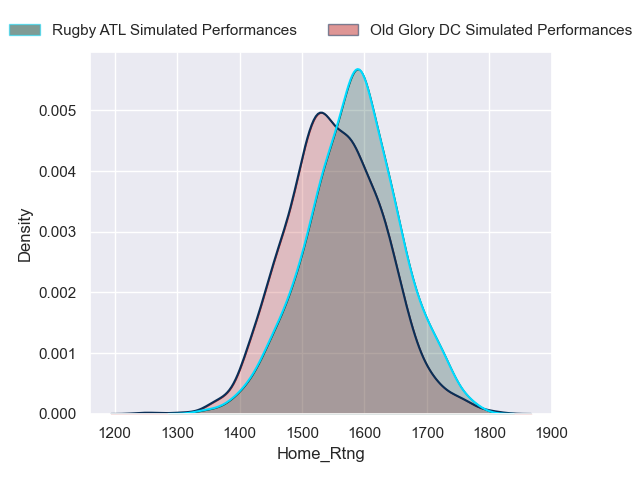 Rugby ATL Simulated Performances
Old Glory DC Simulated Performances
0.005
0.004
0.003
0.002
0.001
0.000
Density
1200 1300 1400 1500 1600 1700 1800 1900
Home_Rtng